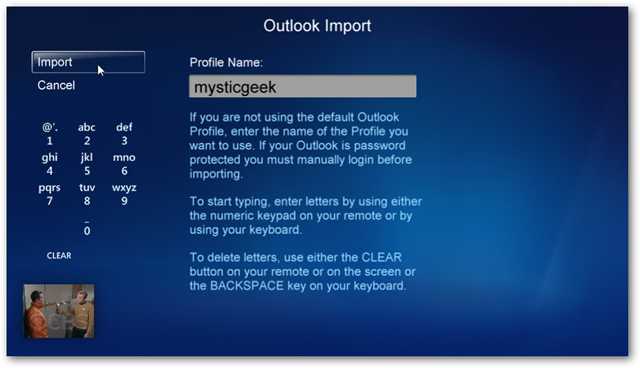 Outlook Import
Import
Cancel
@'. abc def
1 2 3
ghi jkl mno
4 5 6
pqrs tuv wxyz
7 8 9
_
0
CLEAR
Profile Name:
mysticgeek
If you are not using the default Outlook
Profile, enter the name of the Profile you
want to use. If your Outlook is password
protected you must manually login before
importing.
To start typing, enter letters by using either
the numeric keypad on your remote or by
using your keyboard.
To delete letters, use either the CLEAR
button on your remote or on the screen or
the BACKSPACE key on your keyboard.